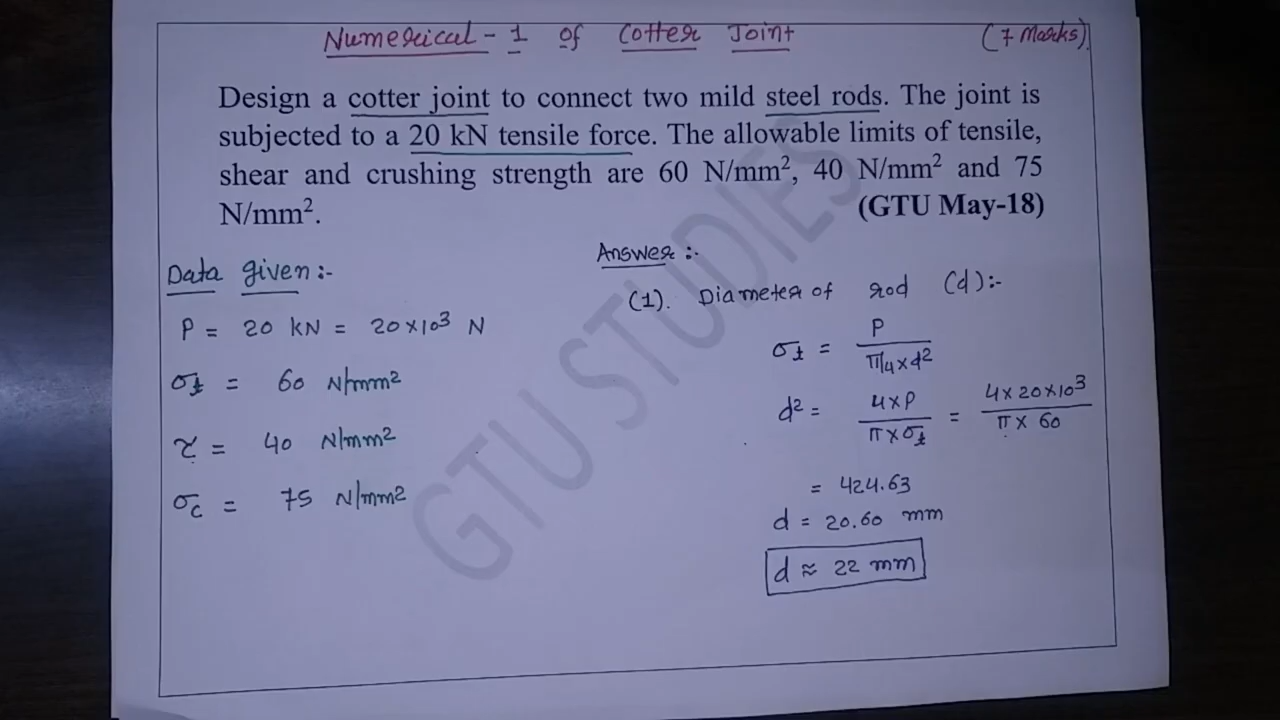 Numerical - 1 of Cotter Joint (7 Marks)
Design a cotter joint to connect two mild steel rods. The joint is
subjected to a 20 kN tensile force. The allowable limits of tensile,
shear and crushing strength are 60 N/mm², 40 N/mm² and 75
N/mm². (GTU May-18)
GTU STUDIES
Data given :-
P = 20 kN = 20×10³ N
σt = 60 N/mm²
τ = 40 N/mm²
σc = 75 N/mm²
Answer :-
(1). Diameter of rod (d) :-
σt = P / π/4 × d²
d² = 4×P / π×σt = 4×20×10³ / π×60
= 424.63
d = 20.60 mm
d ≈ 22 mm